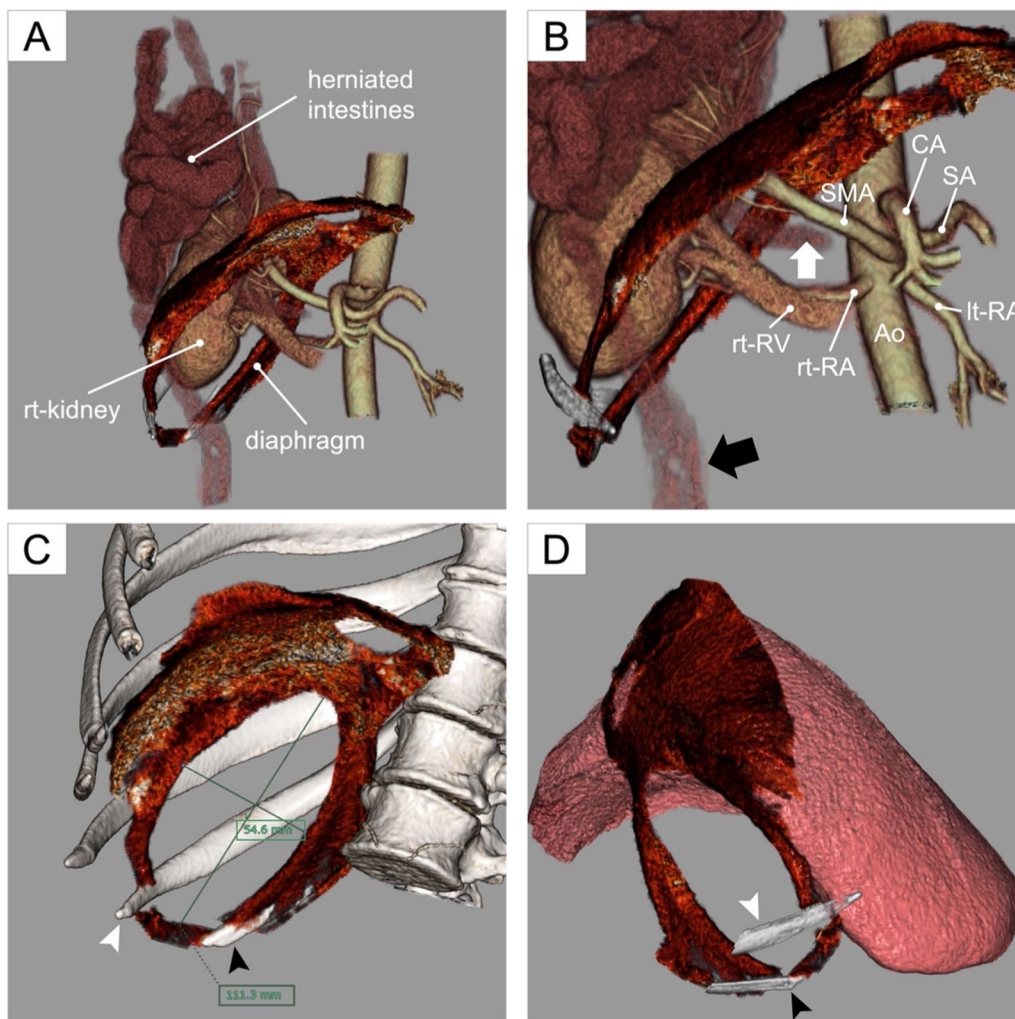 A
herniated
intestines
rt-kidney
diaphragm
B
CA
SA
SMA
lt-RA
Ao
rt-RV
rt-RA
C
54.6 mm
111.3 mm
D